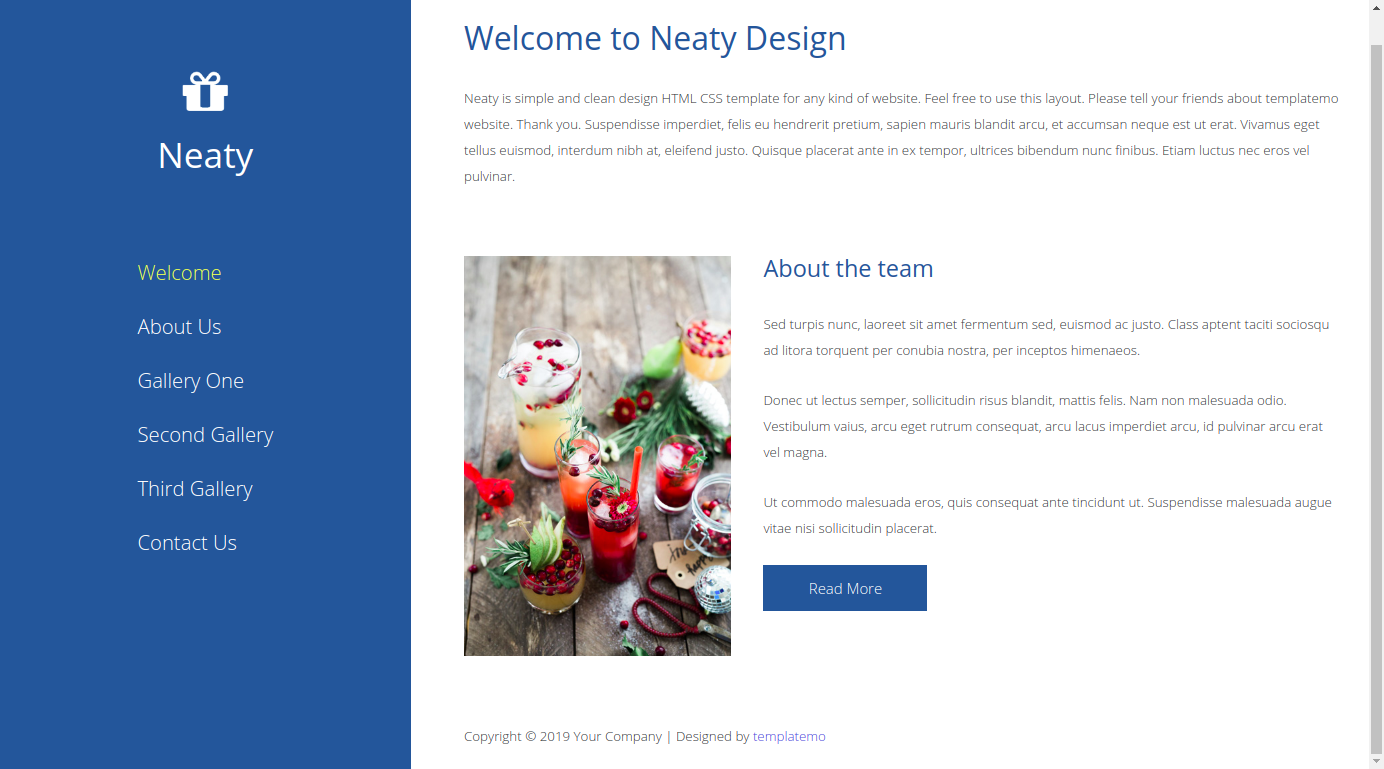 Neaty
Welcome
About Us
Gallery One
Second Gallery
Third Gallery
Contact Us
Welcome to Neaty Design
Neaty is simple and clean design HTML CSS template for any kind of website. Feel free to use this layout. Please tell your friends about templatemo
website. Thank you. Suspendisse imperdiet, felis eu hendrerit pretium, sapien mauris blandit arcu, et accumsan neque est ut erat. Vivamus eget
tellus euismod, interdum nibh at, eleifend justo. Quisque placerat ante in ex tempor, ultrices bibendum nunc finibus. Etiam luctus nec eros vel
pulvinar.
About the team
Sed turpis nunc, laoreet sit amet fermentum sed, euismod ac justo. Class aptent taciti sociosqu
ad litora torquent per conubia nostra, per inceptos himenaeos.
Donec ut lectus semper, sollicitudin risus blandit, mattis felis. Nam non malesuada odio.
Vestibulum vaius, arcu eget rutrum consequat, arcu lacus imperdiet arcu, id pulvinar arcu erat
vel magna.
Ut commodo malesuada eros, quis consequat ante tincidunt ut. Suspendisse malesuada augue
vitae nisi sollicitudin placerat.
Read More
Copyright © 2019 Your Company | Designed by templatemo